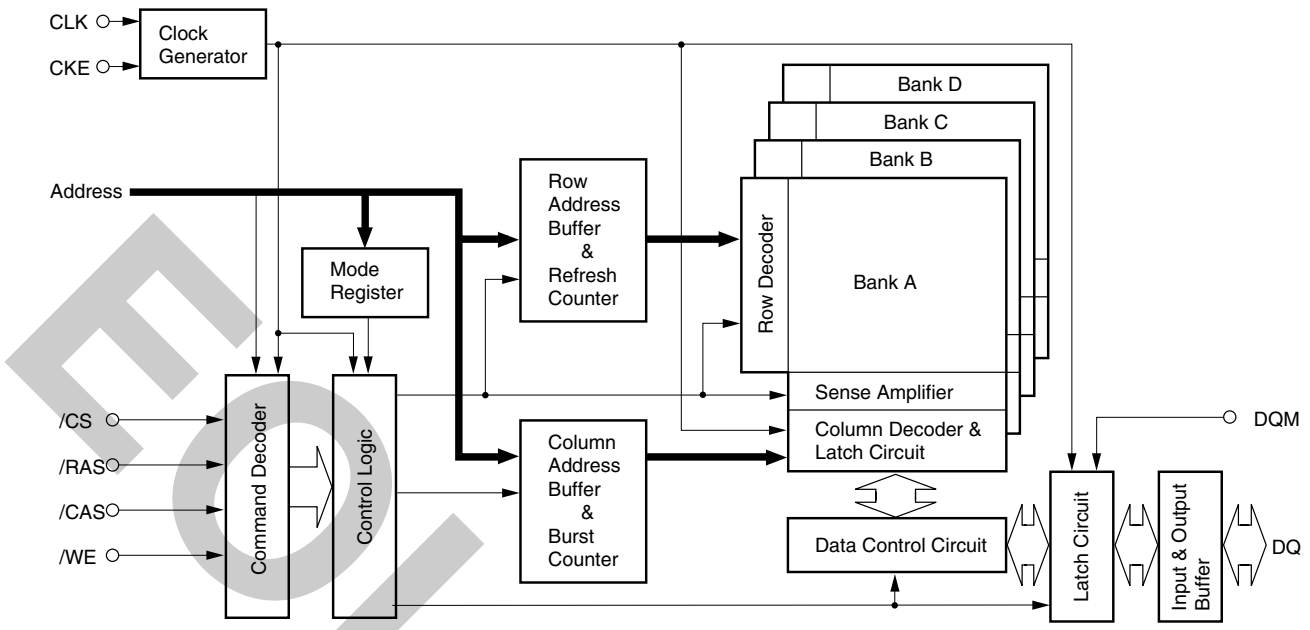 CLK
CKE
Clock
Generator
Bank D
Bank C
Bank B
Address
Row
Address
Buffer
&
Refresh
Counter
Mode
Register
Row Decoder
Bank A
Sense Amplifier
Column Decoder &
Latch Circuit
/CS
/RAS
/CAS
/WE
Command Decoder
Control Logic
Column
Address
Buffer
&
Burst
Counter
Data Control Circuit
Latch Circuit
Input & Output
Buffer
DQM
DQ
EO